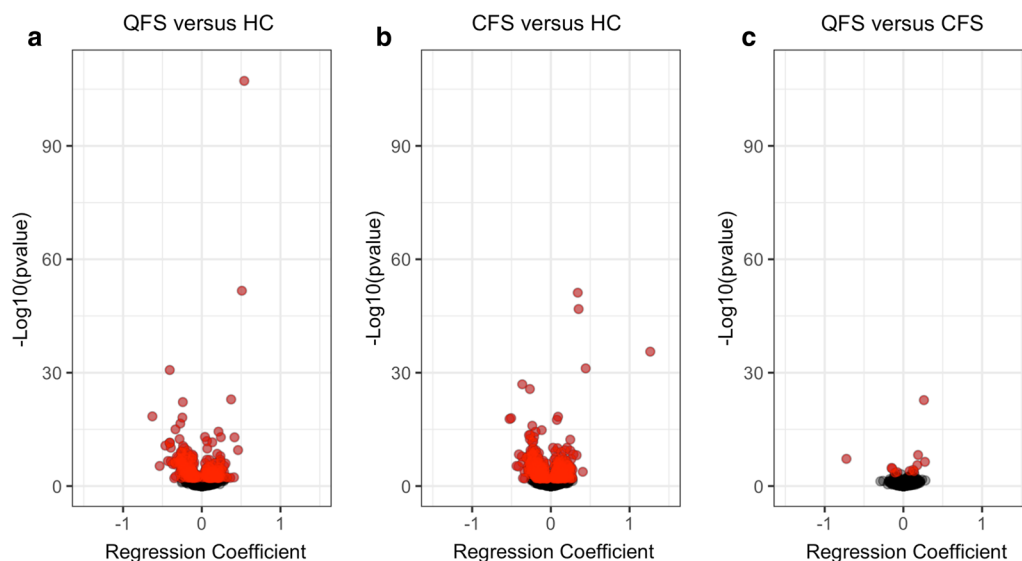 a
QFS versus HC
90
60
30
0
-1
0
1
-Log10(pvalue)
Regression Coefficient
b
CFS versus HC
90
60
30
0
-1
0
1
-Log10(pvalue)
Regression Coefficient
c
QFS versus CFS
90
60
30
0
-1
0
1
-Log10(pvalue)
Regression Coefficient